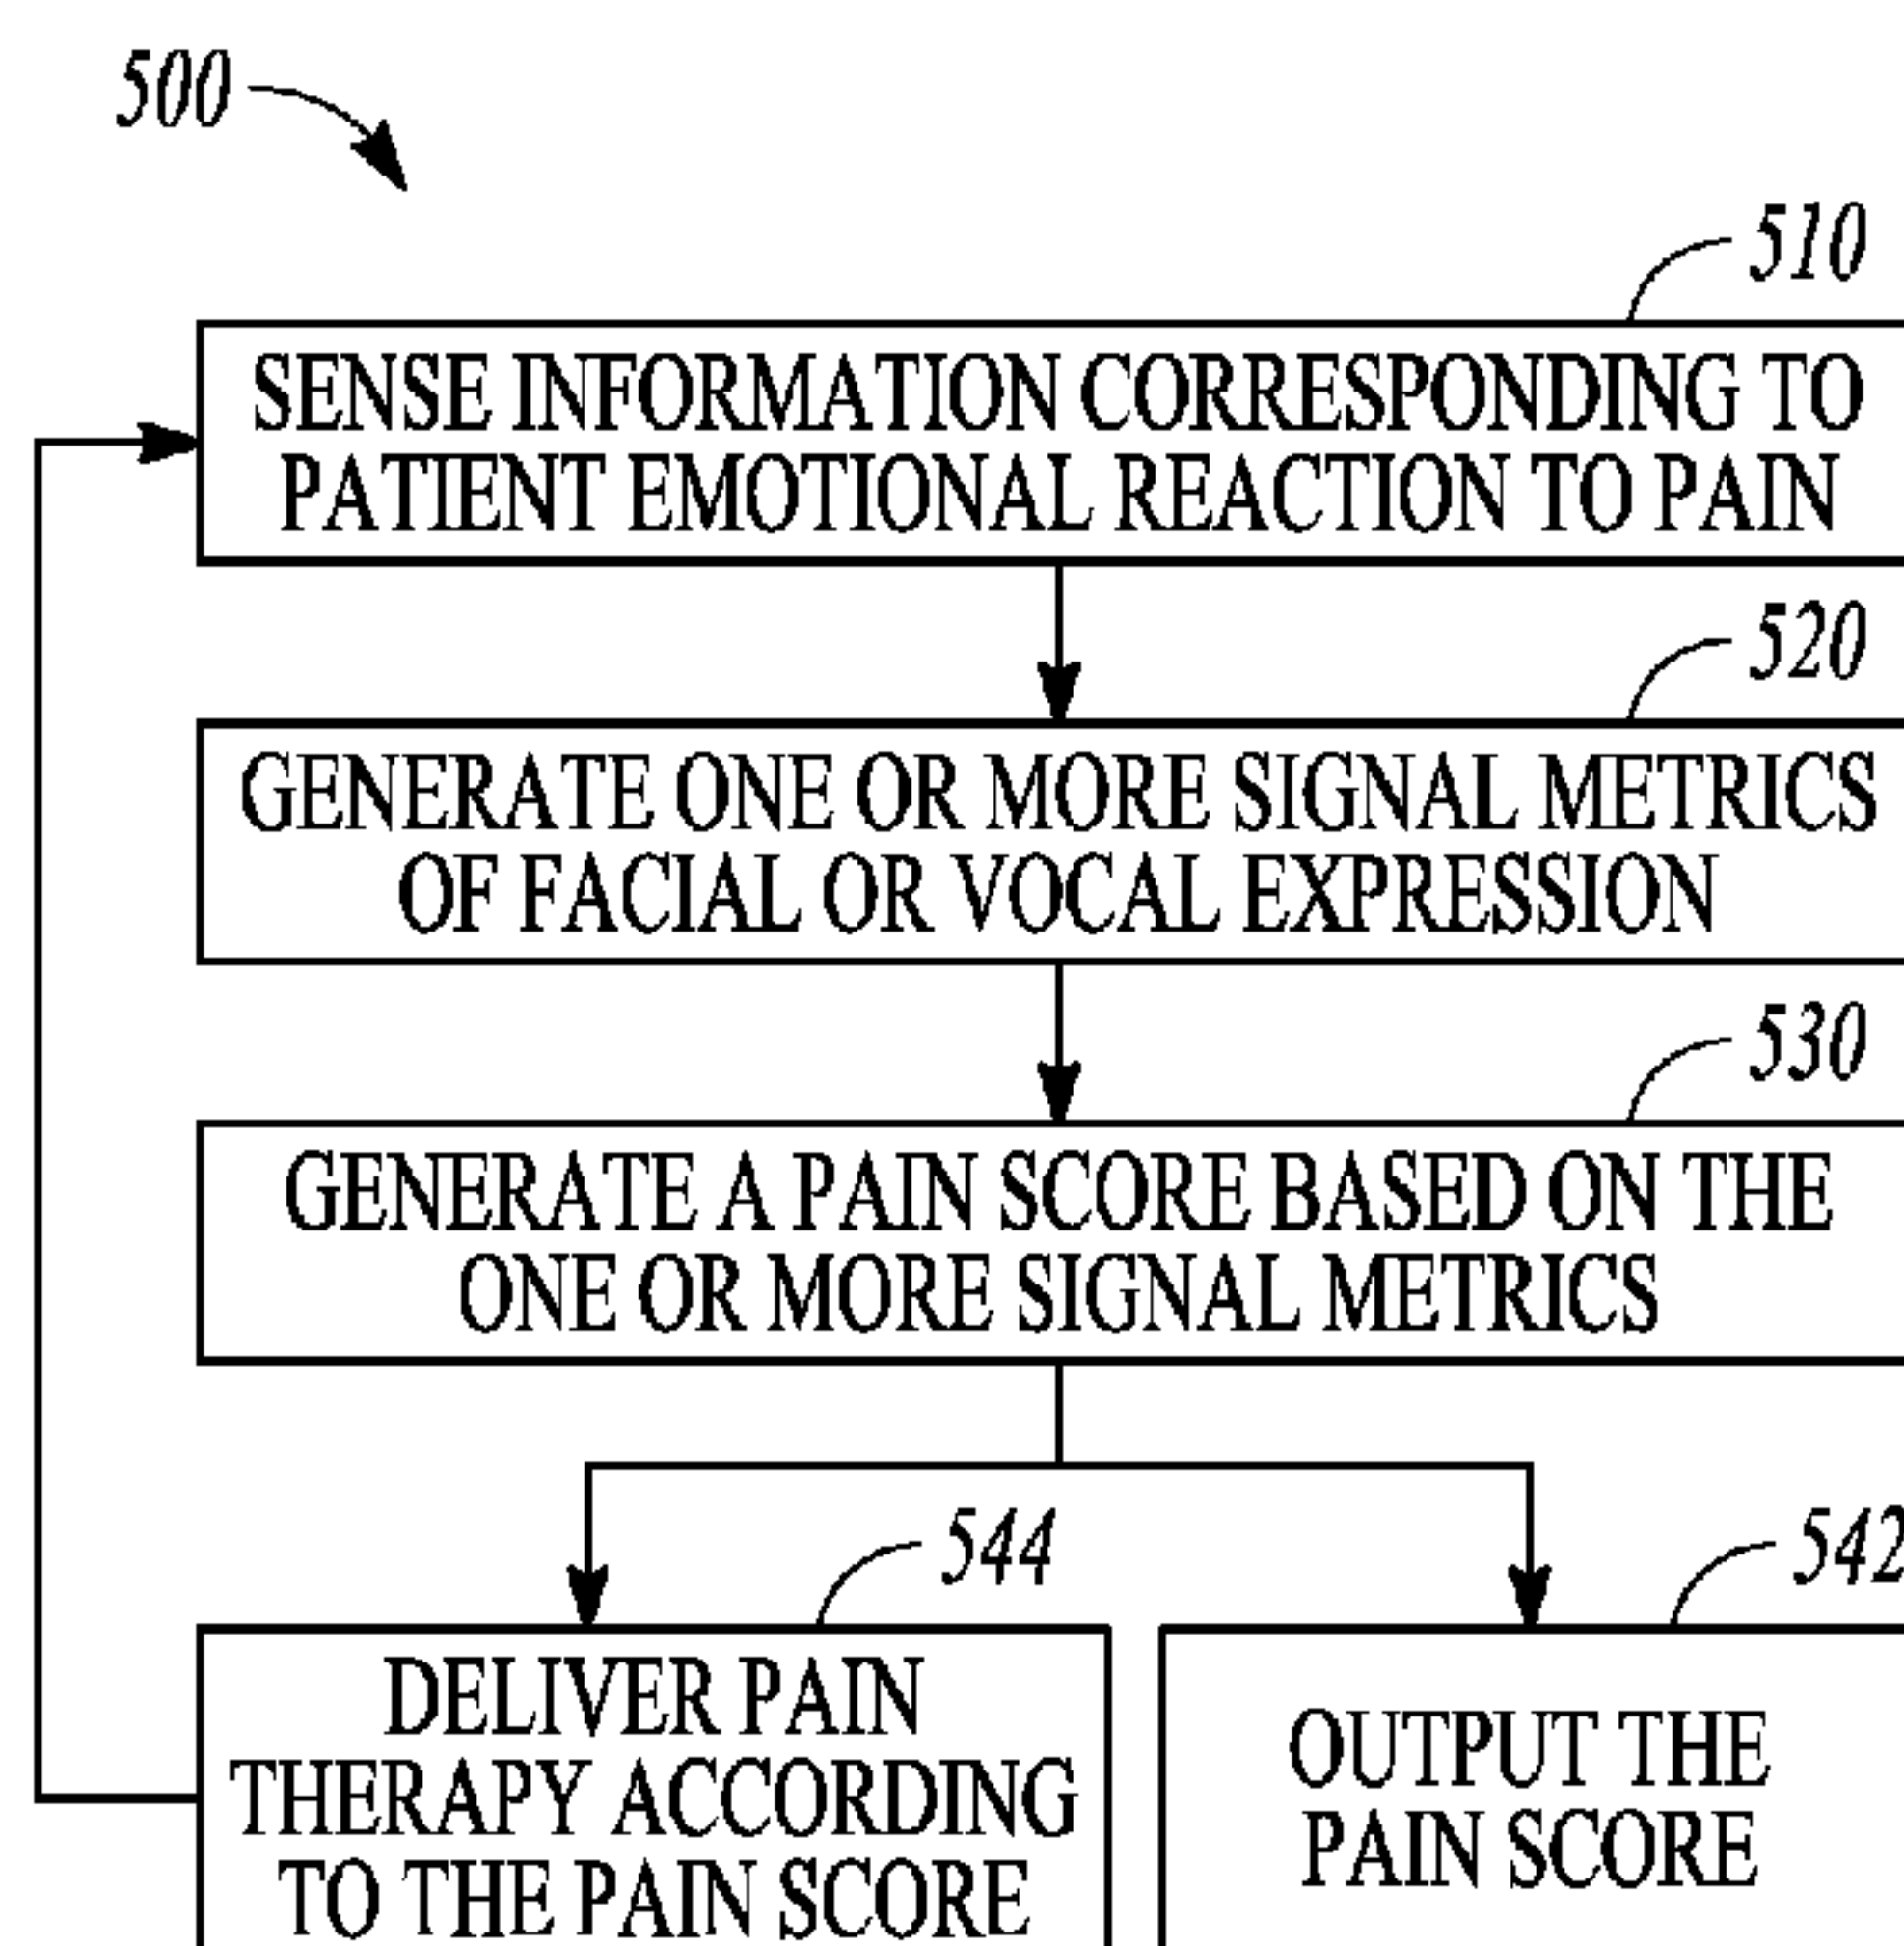 500
510
SENSE INFORMATION CORRESPONDING TO
PATIENT EMOTIONAL REACTION TO PAIN
520
GENERATE ONE OR MORE SIGNAL METRICS
OF FACIAL OR VOCAL EXPRESSION
530
GENERATE A PAIN SCORE BASED ON THE
ONE OR MORE SIGNAL METRICS
544
542
DELIVER PAIN
THERAPY ACCORDING
TO THE PAIN SCORE
OUTPUT THE
PAIN SCORE